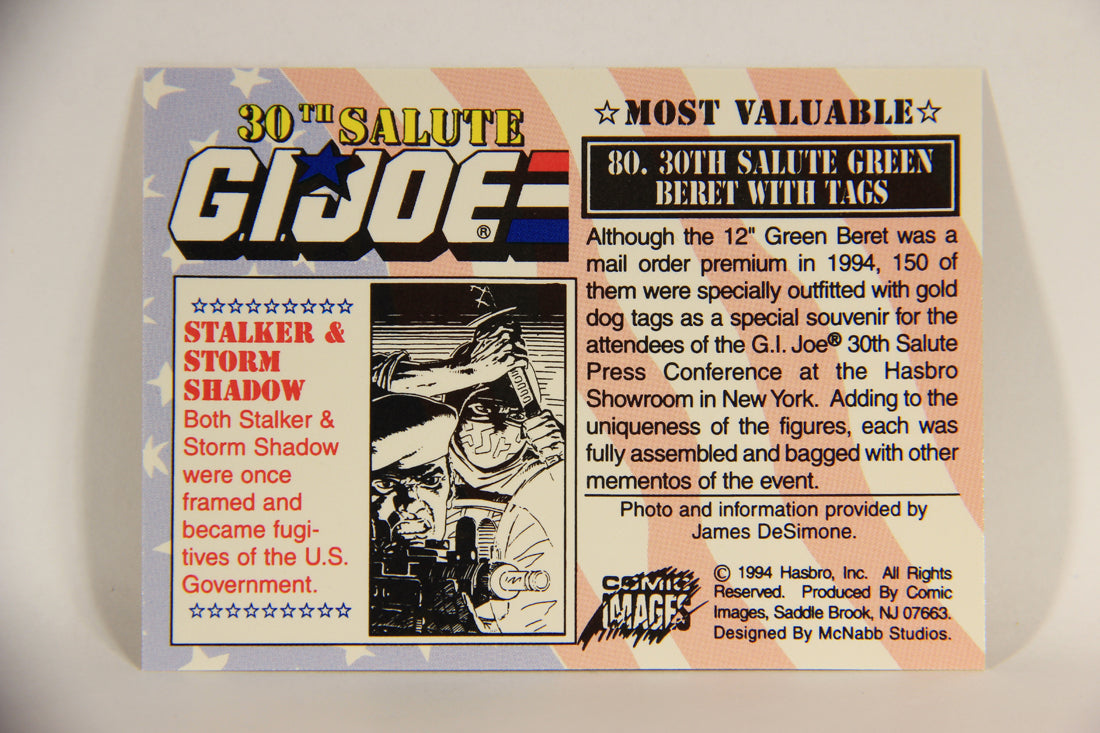 30TH SALUTE
G.I. JOE®
STALKER &
STORM
SHADOW
Both Stalker &
Storm Shadow
were once
framed and
became fugi-
tives of the U.S.
Government.
☆MOST VALUABLE☆
80. 30TH SALUTE GREEN
BERET WITH TAGS
Although the 12" Green Beret was a
mail order premium in 1994, 150 of
them were specially outfitted with gold
dog tags as a special souvenir for the
attendees of the G.I. Joe® 30th Salute
Press Conference at the Hasbro
Showroom in New York. Adding to the
uniqueness of the figures, each was
fully assembled and bagged with other
mementos of the event.
Photo and information provided by
James DeSimone.
COMIC
IMAGES
© 1994 Hasbro, Inc. All Rights
Reserved. Produced By Comic
Images, Saddle Brook, NJ 07663.
Designed By McNabb Studios.